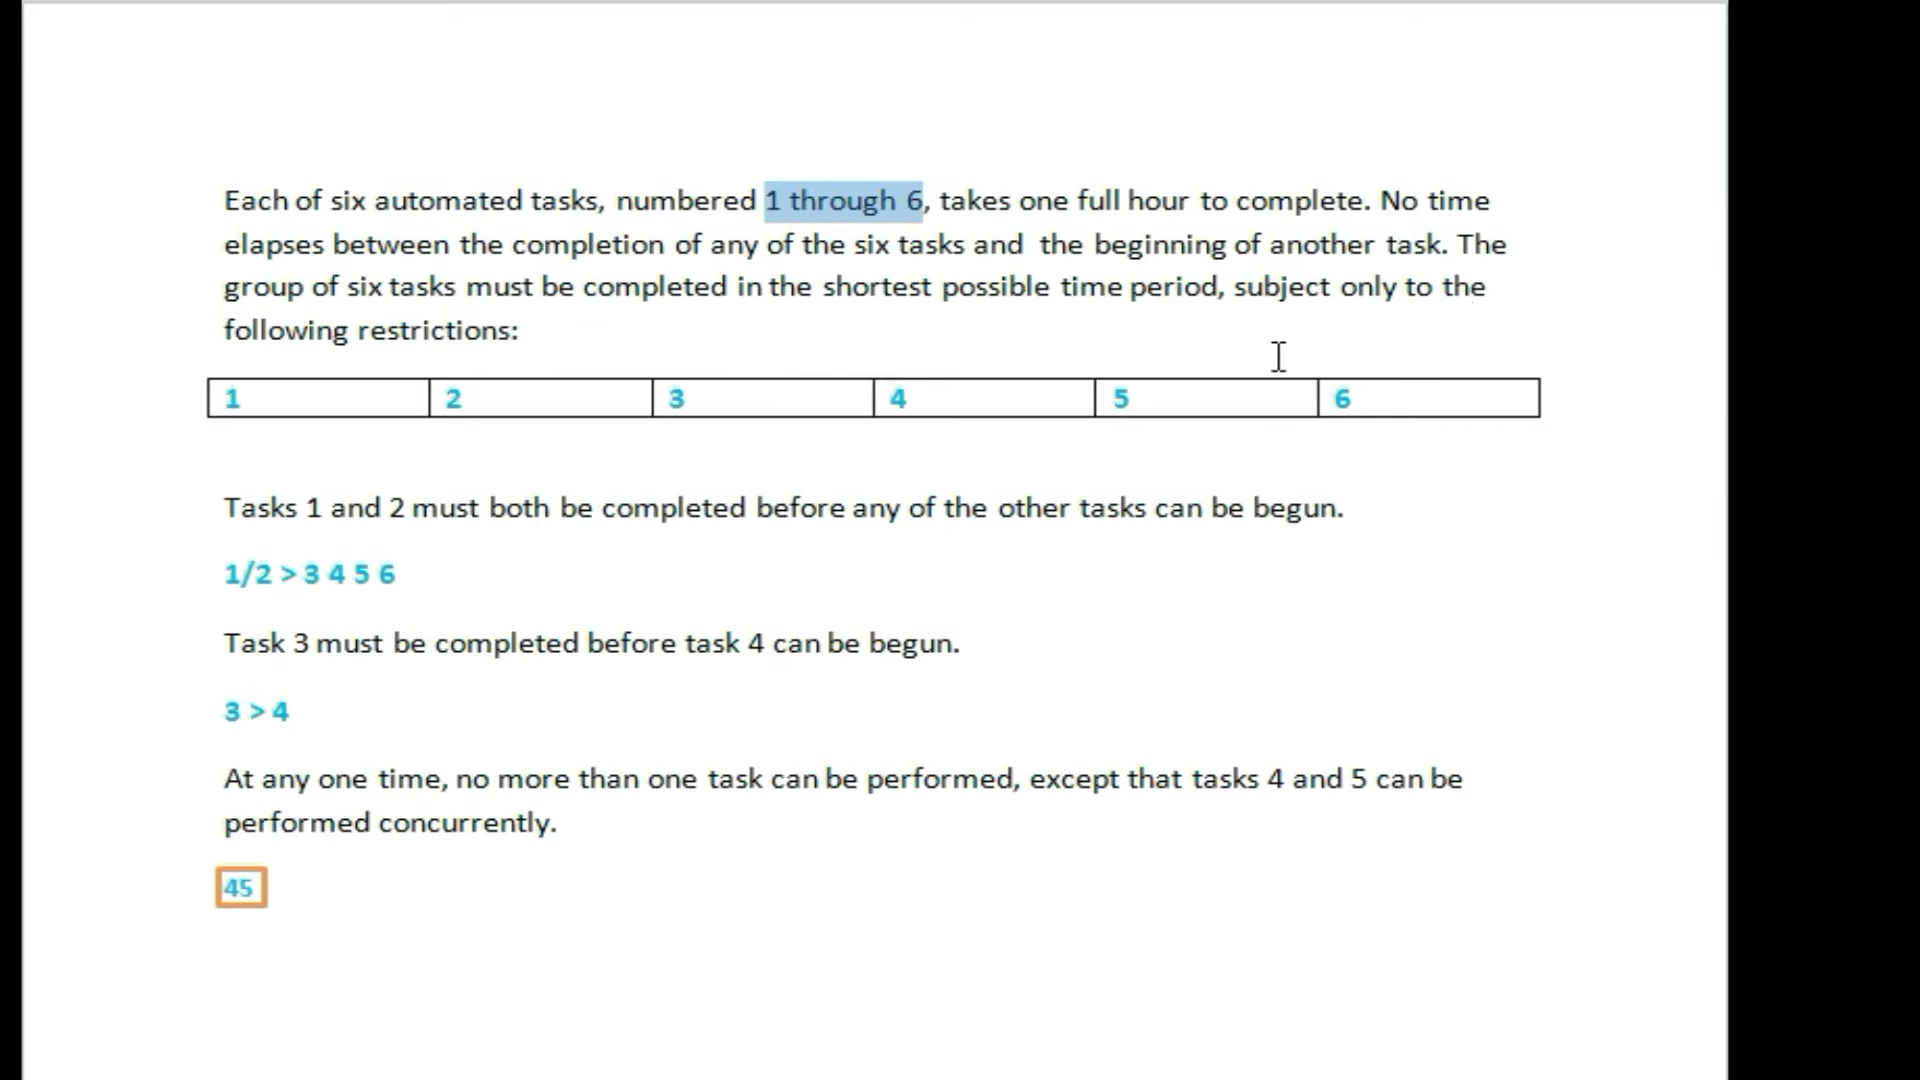 Each of six automated tasks, numbered 1 through 6, takes one full hour to complete. No time
elapses between the completion of any of the six tasks and the beginning of another task. The
group of six tasks must be completed in the shortest possible time period, subject only to the
following restrictions:
1 2 3 4 5 6
Tasks 1 and 2 must both be completed before any of the other tasks can be begun.
1/2 > 3 4 5 6
Task 3 must be completed before task 4 can be begun.
3 > 4
At any one time, no more than one task can be performed, except that tasks 4 and 5 can be
performed concurrently.
45